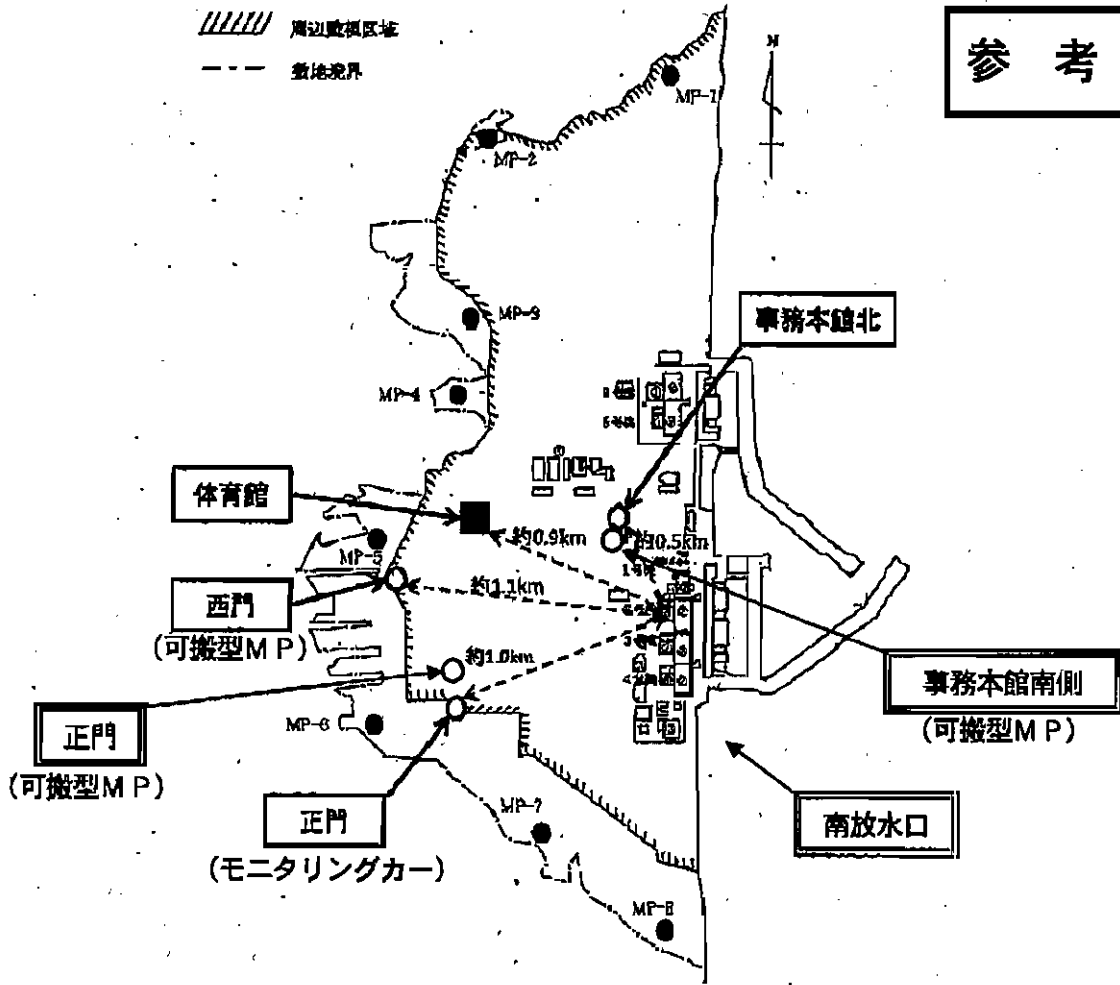 周辺監視区域
敷地境界
参 考
N
MP-1
MP-2
MP-3
事務本館北
MP-4
体育館
約0.9km
約0.5km
MP-5
約1.1km
西門
(可搬型MP)
約1.0km
事務本館南側
(可搬型MP)
正門
(可搬型MP)
MP-6
正門
(モニタリングカー)
MP-7
南放水口
MP-8